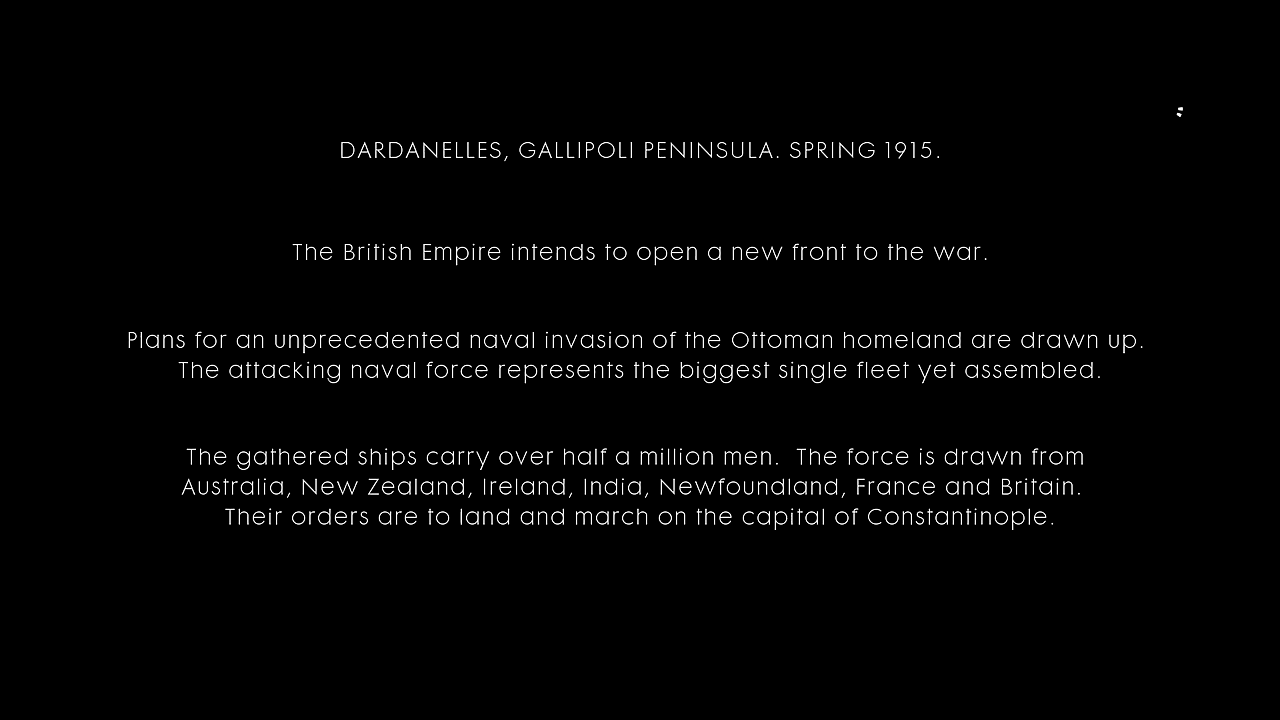 DARDANELLES, GALLIPOLI PENINSULA. SPRING 1915.
The British Empire intends to open a new front to the war.
Plans for an unprecedented naval invasion of the Ottoman homeland are drawn up.
The attacking naval force represents the biggest single fleet yet assembled.
The gathered ships carry over half a million men.  The force is drawn from
Australia, New Zealand, Ireland, India, Newfoundland, France and Britain.
Their orders are to land and march on the capital of Constantinople.